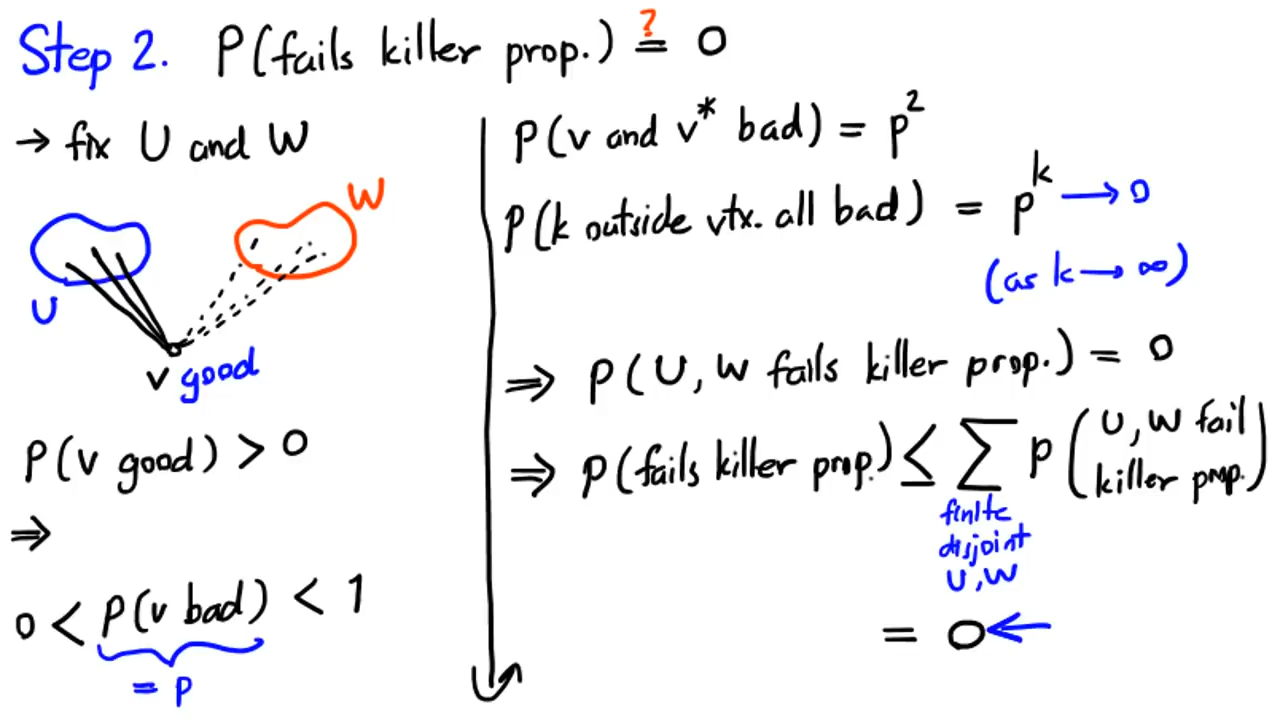 Step 2. P(fails killer prop.) ?= 0
→ fix U and W
W
U
v good
P(v good) > 0
⇒
0 < P(v bad) < 1
= p
P(v and v* bad) = p²
P(k outside vtx. all bad) = pᵏ → 0
(as k → ∞)
⇒ P(U, W fails killer prop.) = 0
⇒ P(fails killer prop.) ≤ ∑ P(U, W fail killer prop.)
finite
disjoint
U, W
= 0 ←